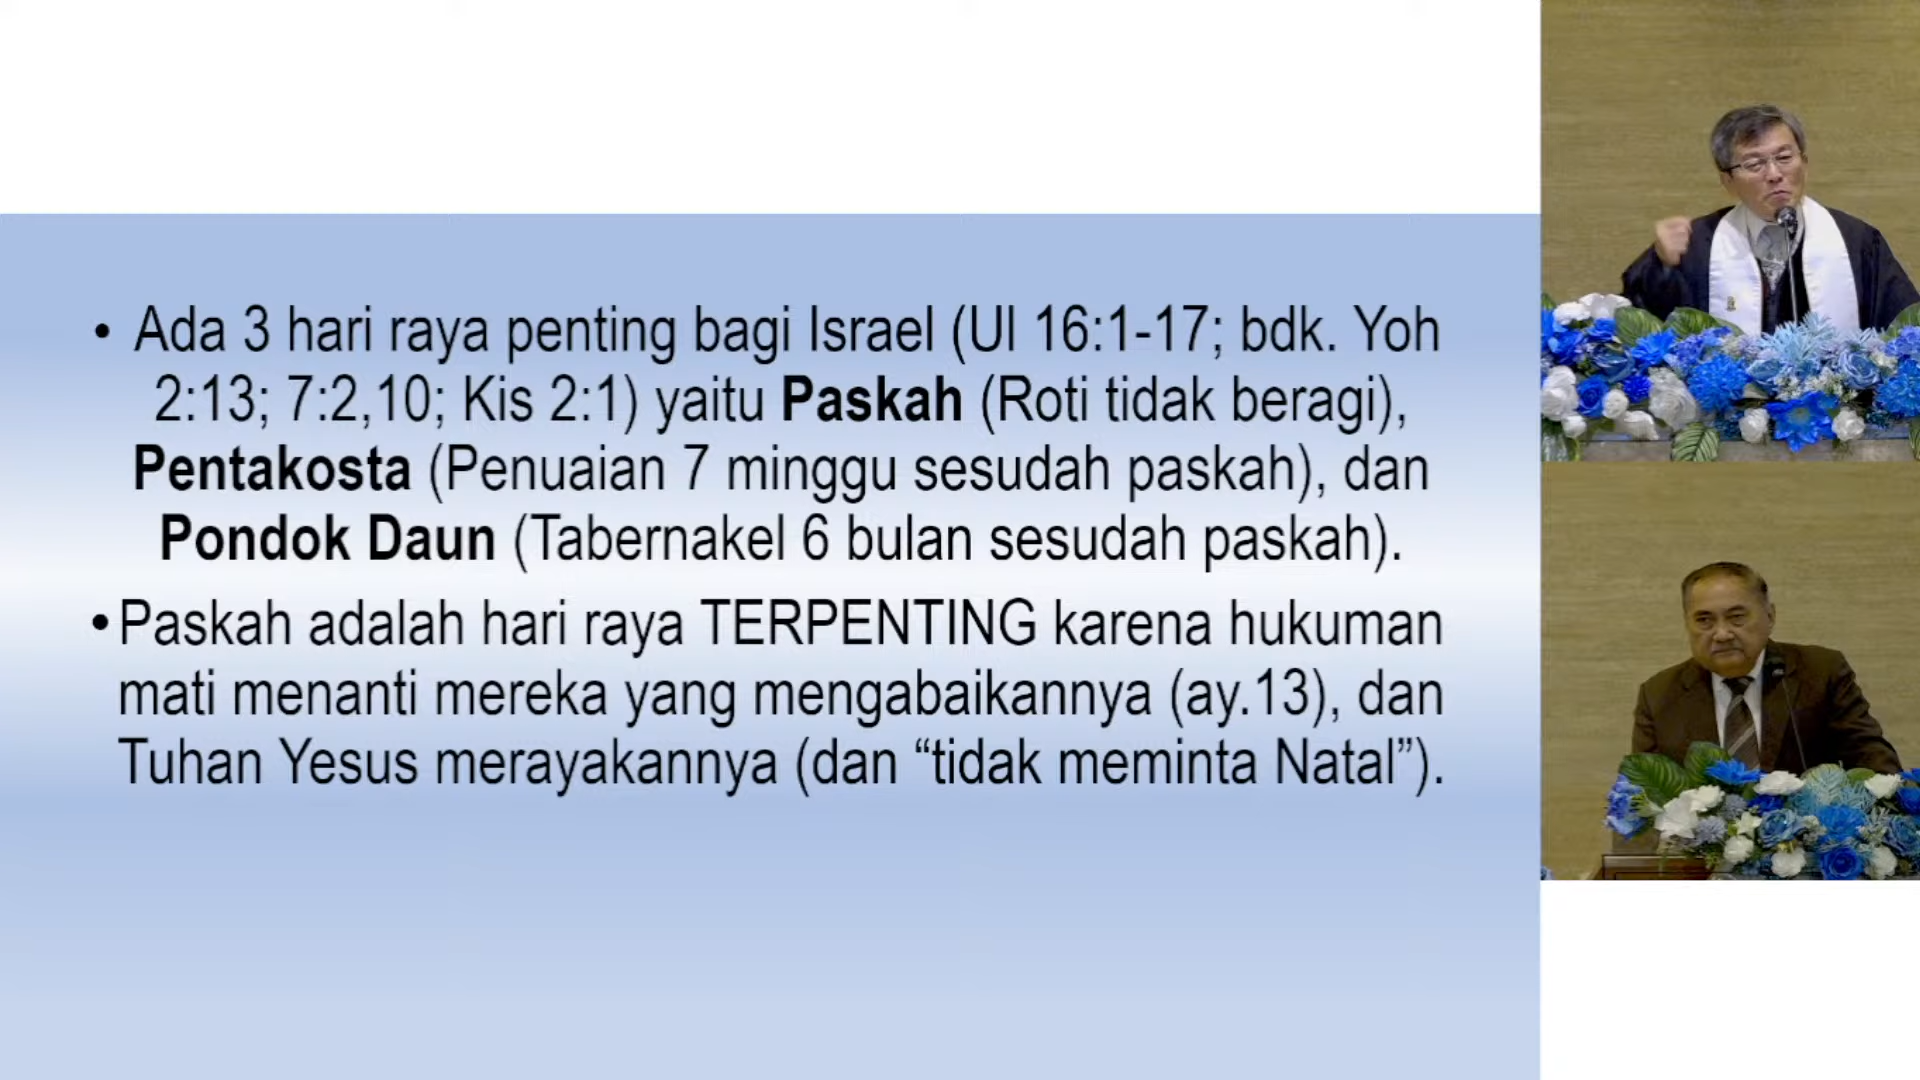 • Ada 3 hari raya penting bagi Israel (Ul 16:1-17; bdk. Yoh
2:13; 7:2,10; Kis 2:1) yaitu Paskah (Roti tidak beragi),
Pentakosta (Penuaian 7 minggu sesudah paskah), dan
Pondok Daun (Tabernakel 6 bulan sesudah paskah).
• Paskah adalah hari raya TERPENTING karena hukuman
mati menanti mereka yang mengabaikannya (ay.13), dan
Tuhan Yesus merayakannya (dan “tidak meminta Natal”).